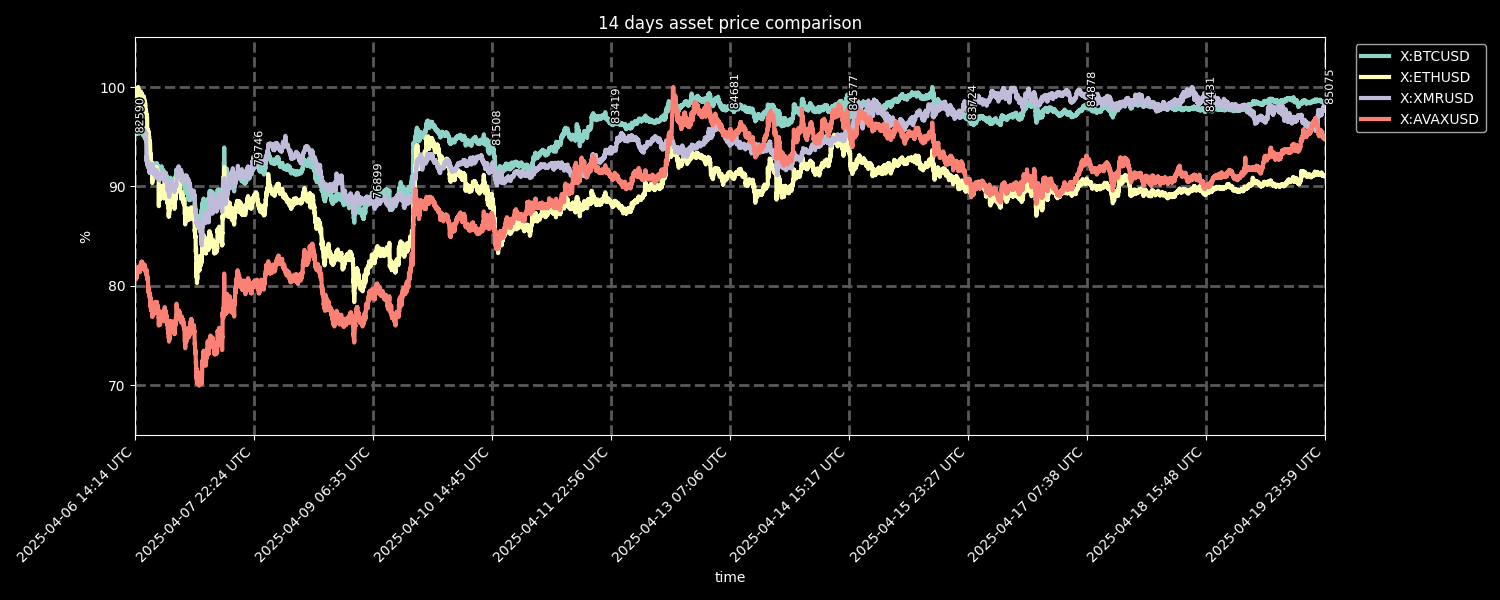 14 days asset price comparison
X:BTCUSD
X:ETHUSD
X:XMRUSD
X:AVAXUSD
100
90
80
70
%
82590
79746
76899
81508
83419
84681
84577
83724
84878
84431
85075
2025-04-06 14:14 UTC
2025-04-07 22:24 UTC
2025-04-09 06:35 UTC
2025-04-10 14:45 UTC
2025-04-11 22:56 UTC
2025-04-13 07:06 UTC
2025-04-14 15:17 UTC
2025-04-15 23:27 UTC
2025-04-17 07:38 UTC
2025-04-18 15:48 UTC
2025-04-19 23:59 UTC
time